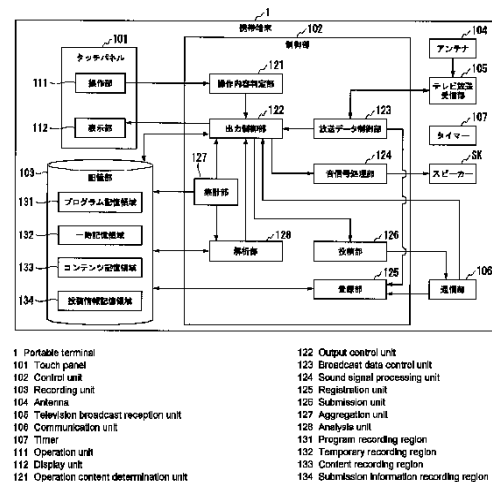 1
携帯端末
101
タッチパネル
111
操作部
112
表示部
103
記憶部
131
プログラム記憶領域
132
一時記憶領域
133
コンテンツ記憶領域
134
投稿情報記憶領域
102
制御部
121
操作内容判定部
122
出力制御部
123
放送データ制御部
124
音信号処理部
127
集計部
128
解析部
126
投稿部
125
登録部
104
アンテナ
105
テレビ放送
受信部
107
タイマー
SK
スピーカー
106
通信部
1 Portable terminal
101 Touch panel
102 Control unit
103 Recording unit
104 Antenna
105 Television broadcast reception unit
106 Communication unit
107 Timer
111 Operation unit
112 Display unit
121 Operation content determination unit
122 Output control unit
123 Broadcast data control unit
124 Sound signal processing unit
125 Registration unit
126 Submission unit
127 Aggregation unit
128 Analysis unit
131 Program recording region
132 Temporary recording region
133 Content recording region
134 Submission information recording region